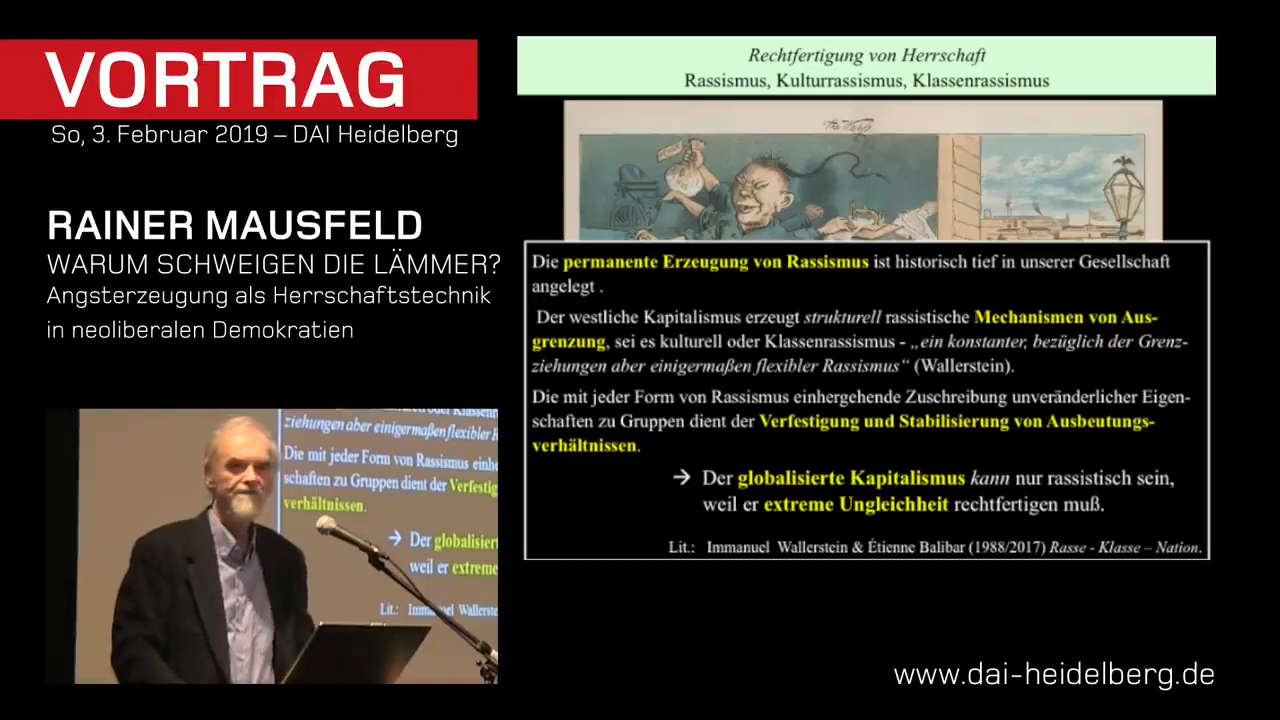 VORTRAG
So, 3. Februar 2019 – DAI Heidelberg
RAINER MAUSFELD
WARUM SCHWEIGEN DIE LÄMMER?
Angsterzeugung als Herrschaftstechnik
in neoliberalen Demokratien
Rechtfertigung von Herrschaft
Rassismus, Kulturrassismus, Klassenrassismus
Die permanente Erzeugung von Rassismus ist historisch tief in unserer Gesellschaft
angelegt .
Der westliche Kapitalismus erzeugt strukturell rassistische Mechanismen von Aus-
grenzung, sei es kulturell oder Klassenrassismus - „ein konstanter, bezüglich der Grenz-
ziehungen aber einigermaßen flexibler Rassismus“ (Wallerstein).
Die mit jeder Form von Rassismus einhergehende Zuschreibung unveränderlicher Eigen-
schaften zu Gruppen dient der Verfestigung und Stabilisierung von Ausbeutungs-
verhältnissen.
→ Der globalisierte Kapitalismus kann nur rassistisch sein,
weil er extreme Ungleichheit rechtfertigen muß.
Lit.: Immanuel Wallerstein & Étienne Balibar (1988/2017) Rasse - Klasse – Nation.
ziehungen aber einigermaßen flexibler R
Die mit jeder Form von Rassismus einhe
schaften zu Gruppen dient der Verfestig
verhältnissen.
→ Der globalisiert
weil er extreme
Lit.: Immanuel Wallerste
www.dai-heidelberg.de